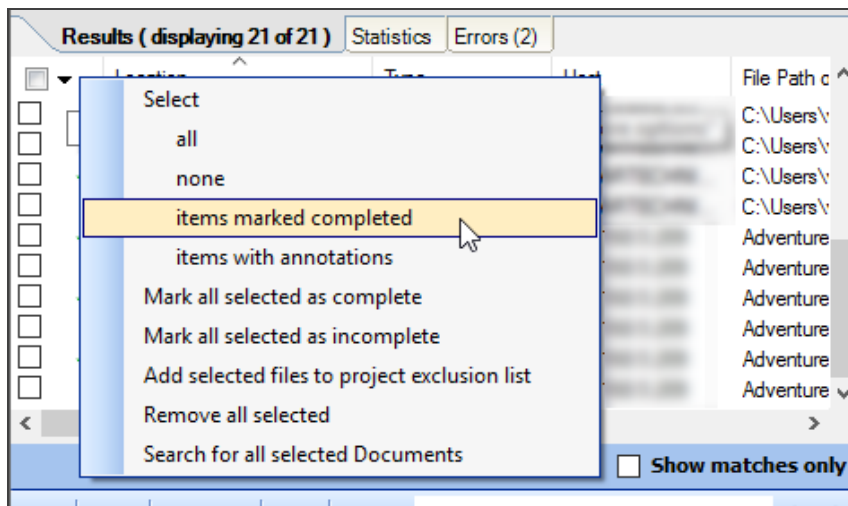 Results ( displaying 21 of 21 ) Statistics Errors (2)
Location Type Host File Path c
Select
all
none
items marked completed
items with annotations
Mark all selected as complete
Mark all selected as incomplete
Add selected files to project exclusion list
Remove all selected
Search for all selected Documents
C:\Users\
C:\Users\
C:\Users\
C:\Users\
Adventure
Adventure
Adventure
Adventure
Adventure
Adventure
Show matches only